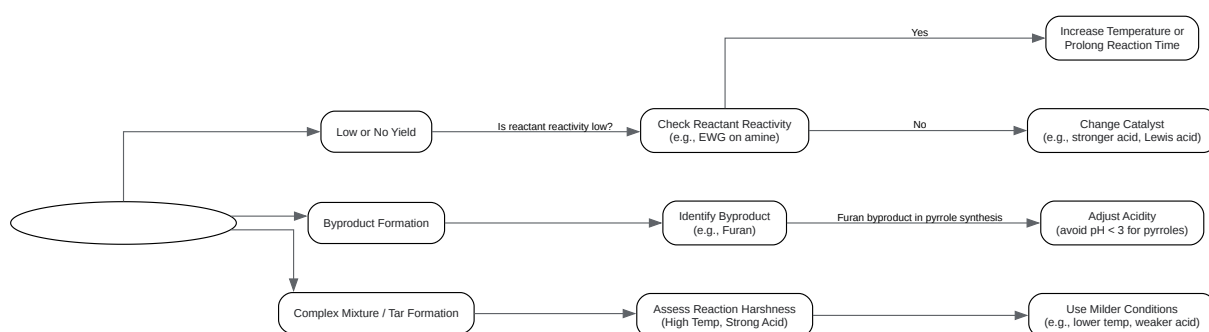 Yes
Increase Temperature or
Prolong Reaction Time
Low or No Yield
Is reactant reactivity low?
Check Reactant Reactivity
(e.g., EWG on amine)
No
Change Catalyst
(e.g., stronger acid, Lewis acid)
Byproduct Formation
Identify Byproduct
(e.g., Furan)
Furan byproduct in pyrrole synthesis
Adjust Acidity
(avoid pH < 3 for pyrroles)
Complex Mixture / Tar Formation
Assess Reaction Harshness
(High Temp, Strong Acid)
Use Milder Conditions
(e.g., lower temp, weaker acid)